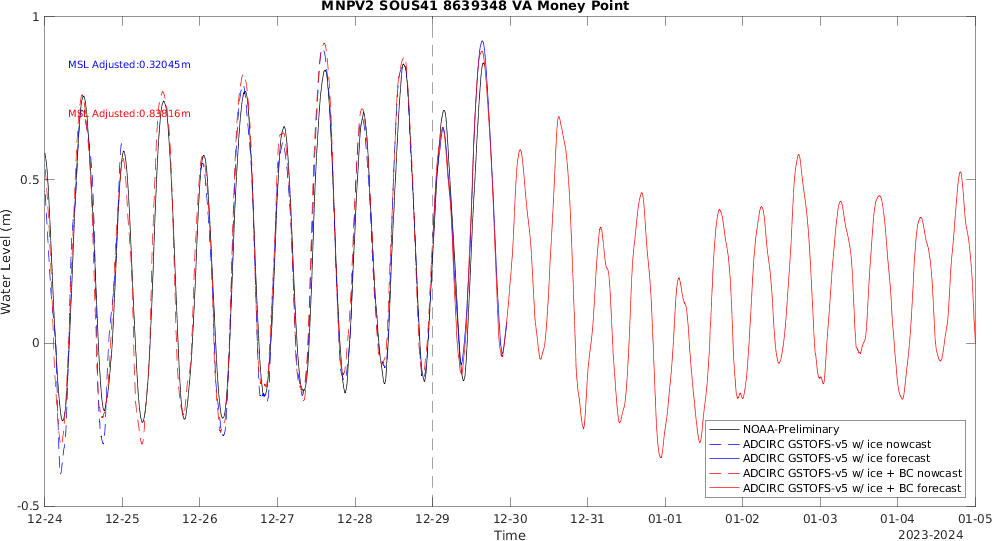 MNPV2 SOUS41 8639348 VA Money Point
1
MSL Adjusted:0.32045m
MSL Adjusted:0.83816m
0.5
Water Level (m)
0
NOAA-Preliminary
ADCIRC GSTOFS-v5 w/ ice nowcast
ADCIRC GSTOFS-v5 w/ ice forecast
ADCIRC GSTOFS-v5 w/ ice + BC nowcast
ADCIRC GSTOFS-v5 w/ ice + BC forecast
-0.5
12-24 12-25 12-26 12-27 12-28 12-29 12-30 12-31 01-01 01-02 01-03 01-04 01-05
Time
2023-2024